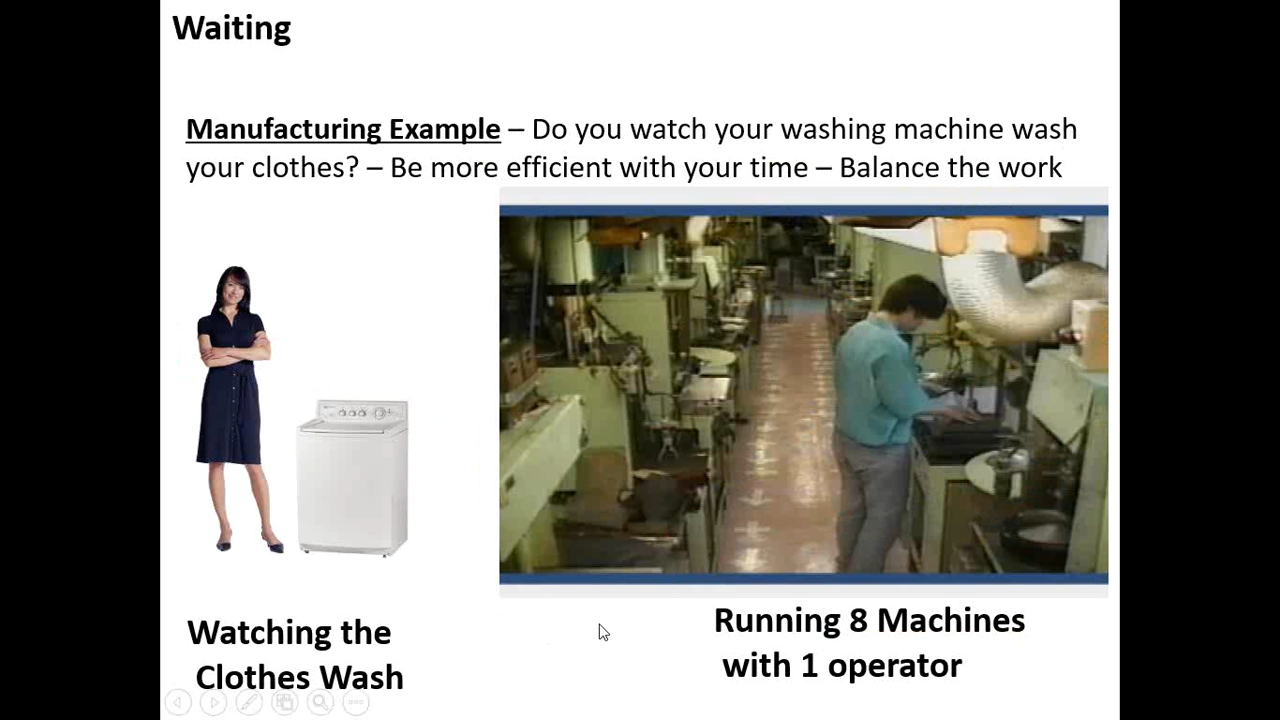 Waiting
Manufacturing Example – Do you watch your washing machine wash
your clothes? – Be more efficient with your time – Balance the work
Watching the
Clothes Wash
Running 8 Machines
with 1 operator